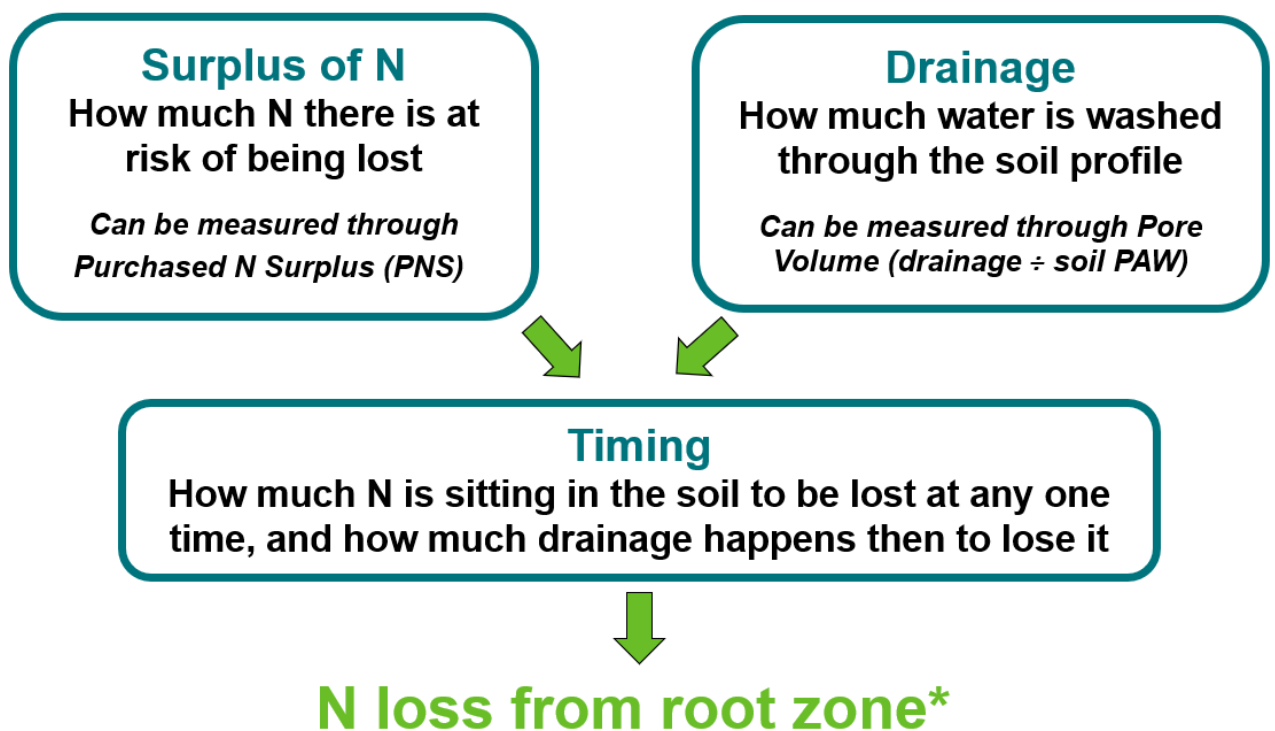 Surplus of N
How much N there is at
risk of being lost
Can be measured through
Purchased N Surplus (PNS)
Drainage
How much water is washed
through the soil profile
Can be measured through Pore
Volume (drainage ÷ soil PAW)
Timing
How much N is sitting in the soil to be lost at any one
time, and how much drainage happens then to lose it
N loss from root zone*